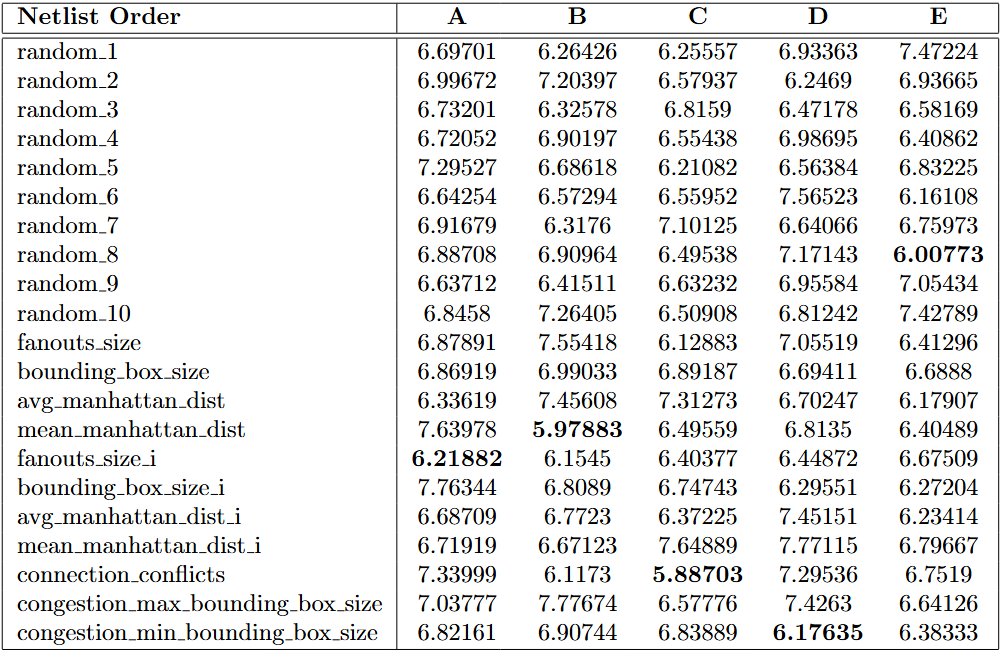 Netlist Order A B C D E
random_1 6.69701 6.26426 6.25557 6.93363 7.47224
random_2 6.99672 7.20397 6.57937 6.2469 6.93665
random_3 6.73201 6.32578 6.8159 6.47178 6.58169
random_4 6.72052 6.90197 6.55438 6.98695 6.40862
random_5 7.29527 6.68618 6.21082 6.56384 6.83225
random_6 6.64254 6.57294 6.55952 7.56523 6.16108
random_7 6.91679 6.3176 7.10125 6.64066 6.75973
random_8 6.88708 6.90964 6.49538 7.17143 6.00773
random_9 6.63712 6.41511 6.63232 6.95584 7.05434
random_10 6.8458 7.26405 6.50908 6.81242 7.42789
fanouts_size 6.87891 7.55418 6.12883 7.05519 6.41296
bounding_box_size 6.86919 6.99033 6.89187 6.69411 6.6888
avg_manhattan_dist 6.33619 7.45608 7.31273 6.70247 6.17907
mean_manhattan_dist 7.63978 5.97883 6.49559 6.8135 6.40489
fanouts_size_i 6.21882 6.1545 6.40377 6.44872 6.67509
bounding_box_size_i 7.76344 6.8089 6.74743 6.29551 6.27204
avg_manhattan_dist_i 6.68709 6.7723 6.37225 7.45151 6.23414
mean_manhattan_dist_i 6.71919 6.67123 7.64889 7.77115 6.79667
connection_conflicts 7.33999 6.1173 5.88703 7.29536 6.7519
congestion_max_bounding_box_size 7.03777 7.77674 6.57776 7.4263 6.64126
congestion_min_bounding_box_size 6.82161 6.90744 6.83889 6.17635 6.38333